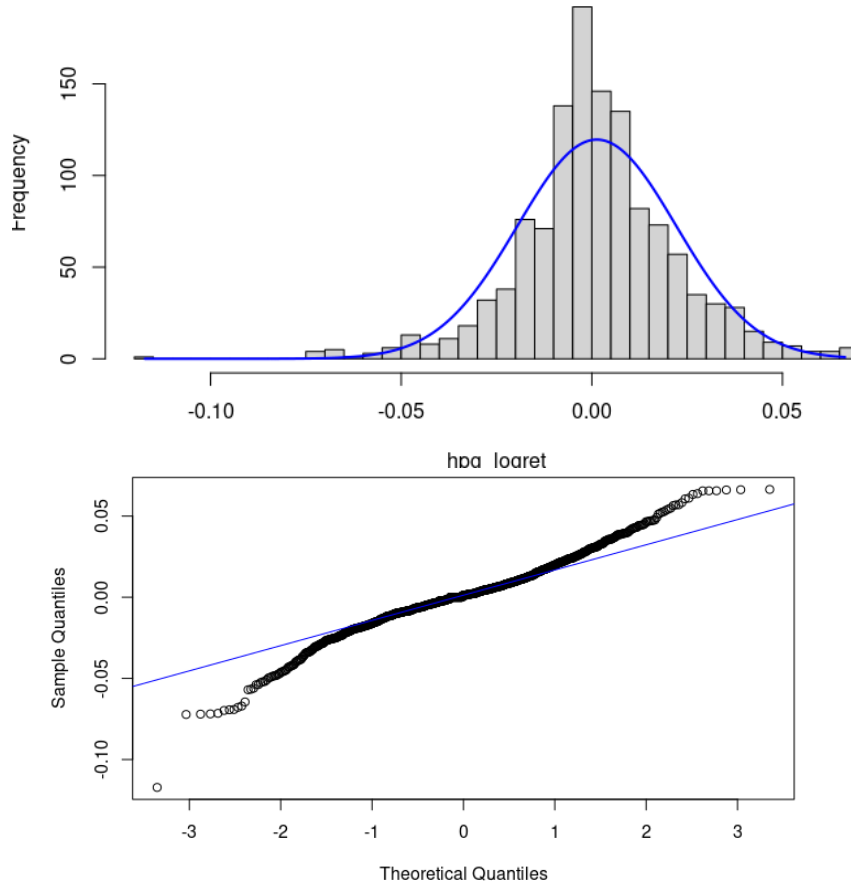 Frequency
150
100
50
0
-0.10 -0.05 0.00 0.05
hpg_logret
Sample Quantiles
0.05
0.00
-0.05
-0.10
-3 -2 -1 0 1 2 3
Theoretical Quantiles